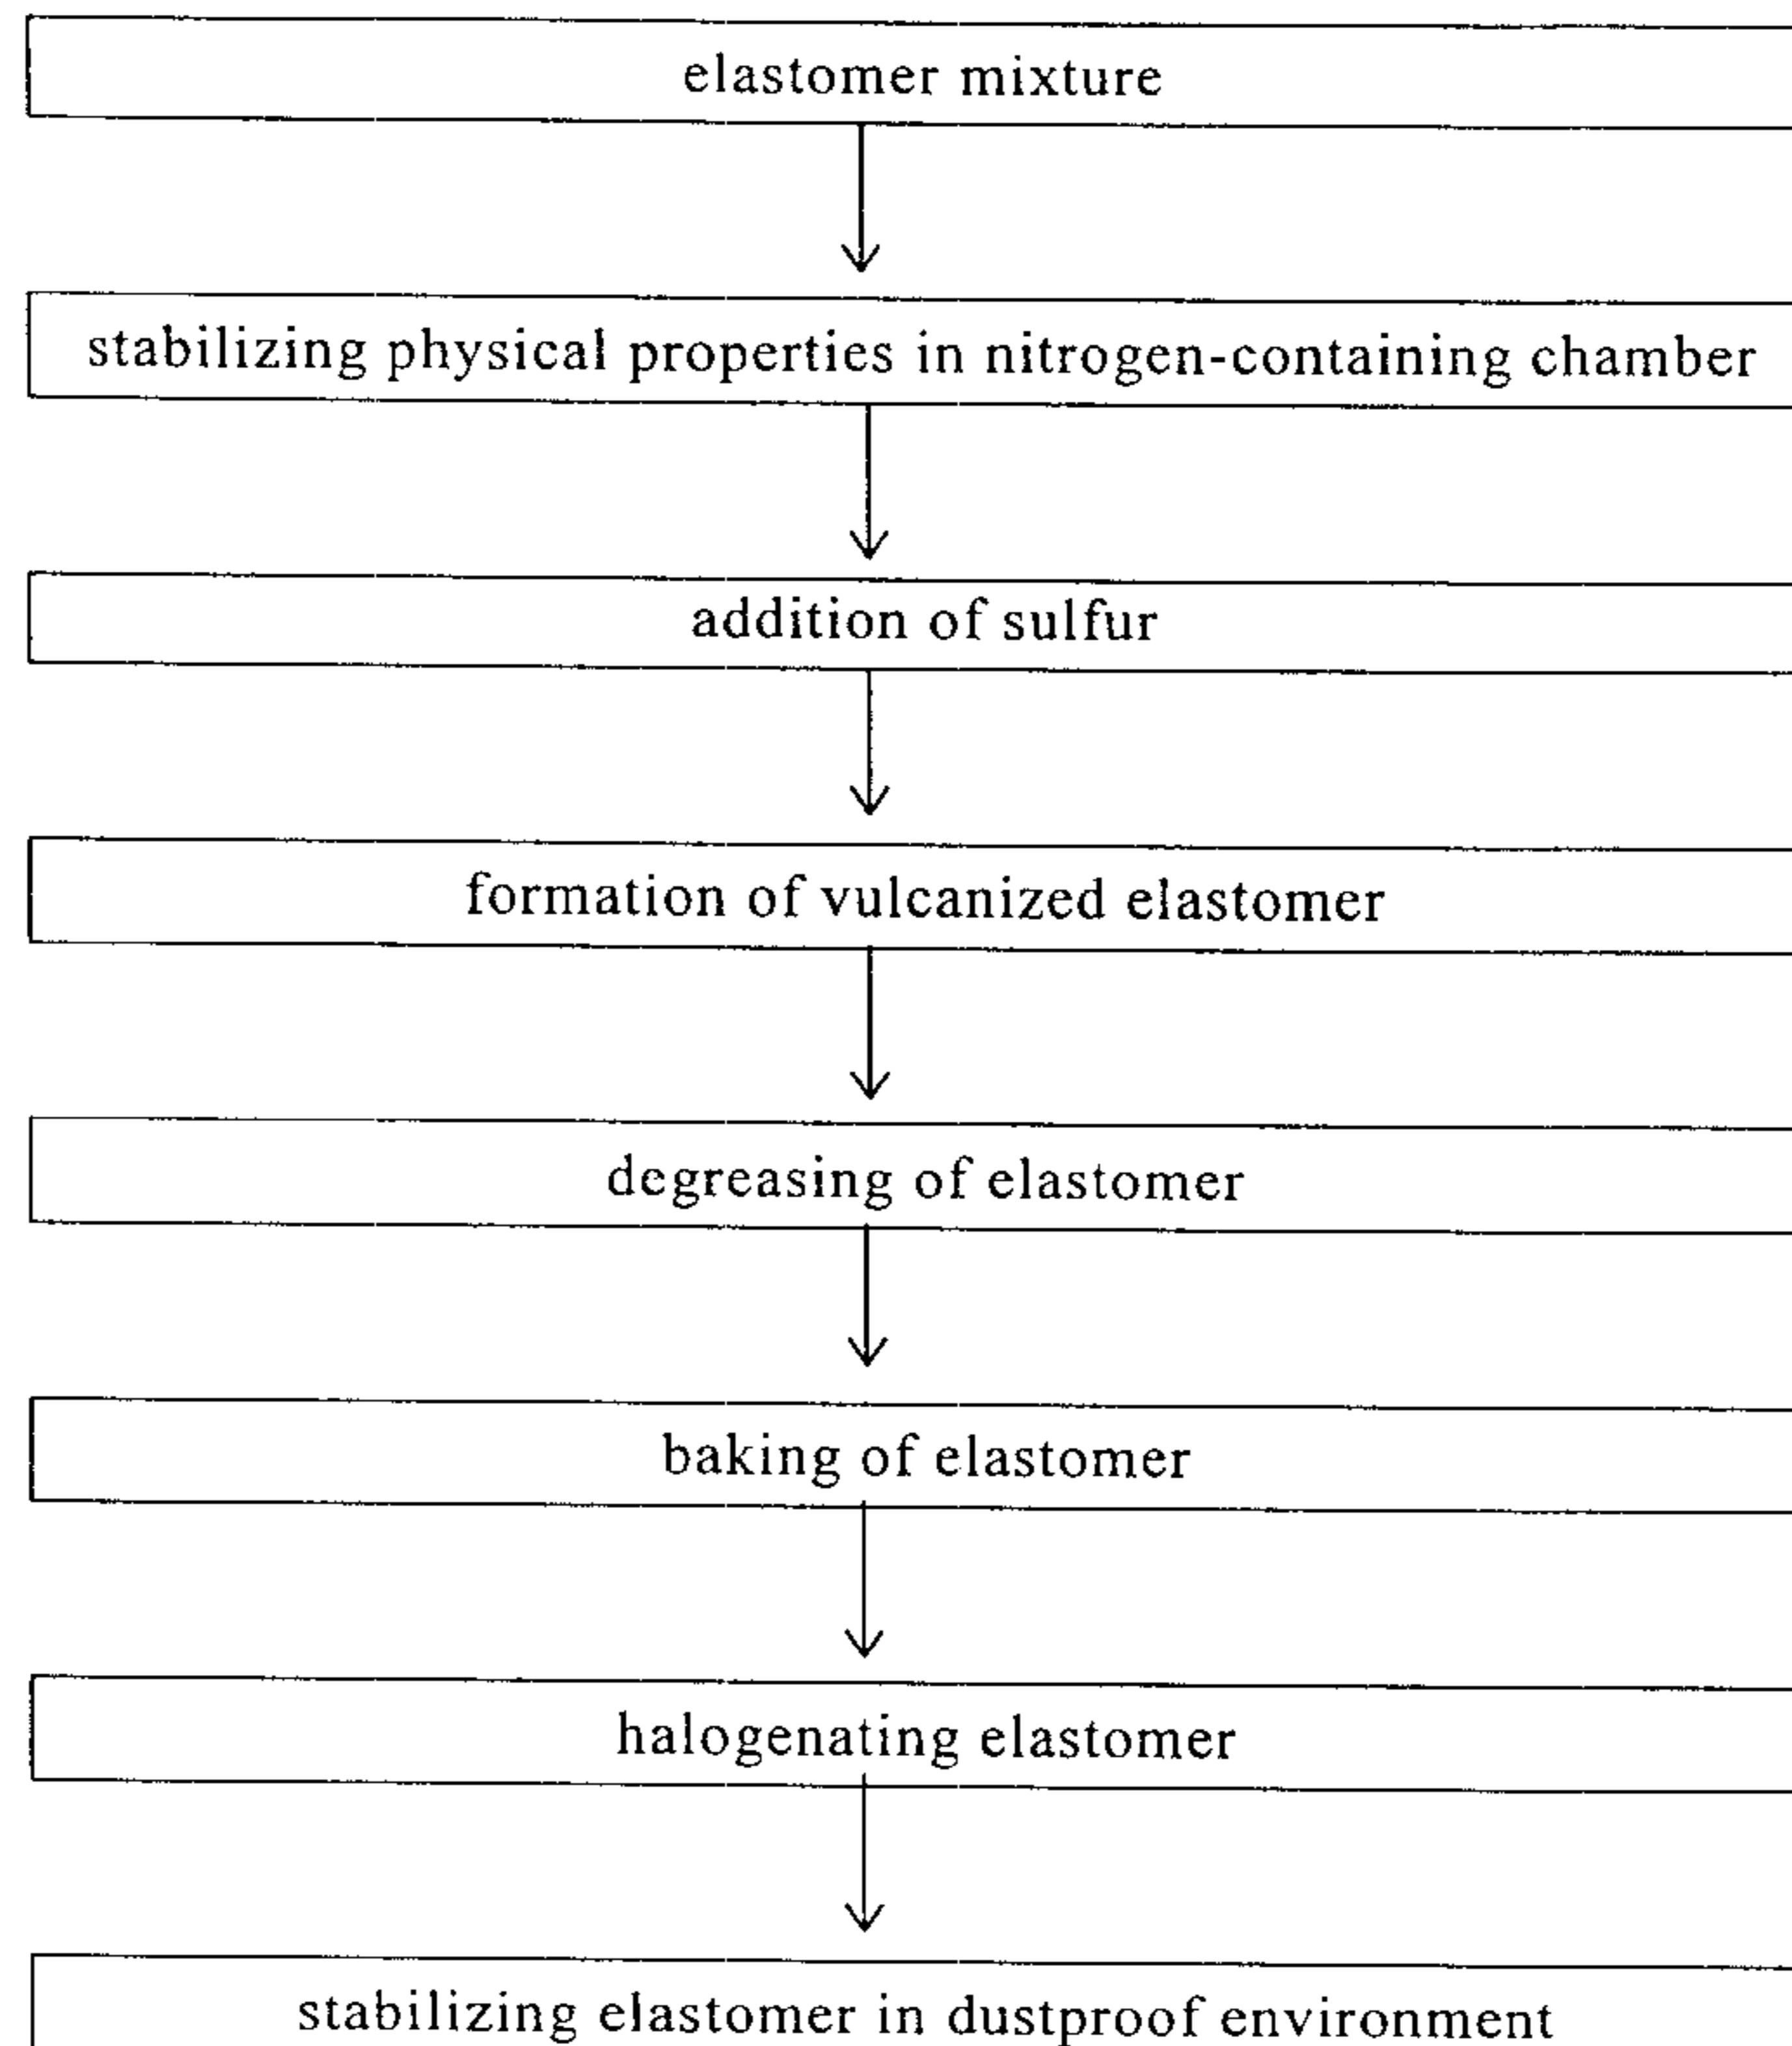 elastomer mixture
stabilizing physical properties in nitrogen-containing chamber
addition of sulfur
formation of vulcanized elastomer
degreasing of elastomer
baking of elastomer
halogenating elastomer
stabilizing elastomer in dustproof environment